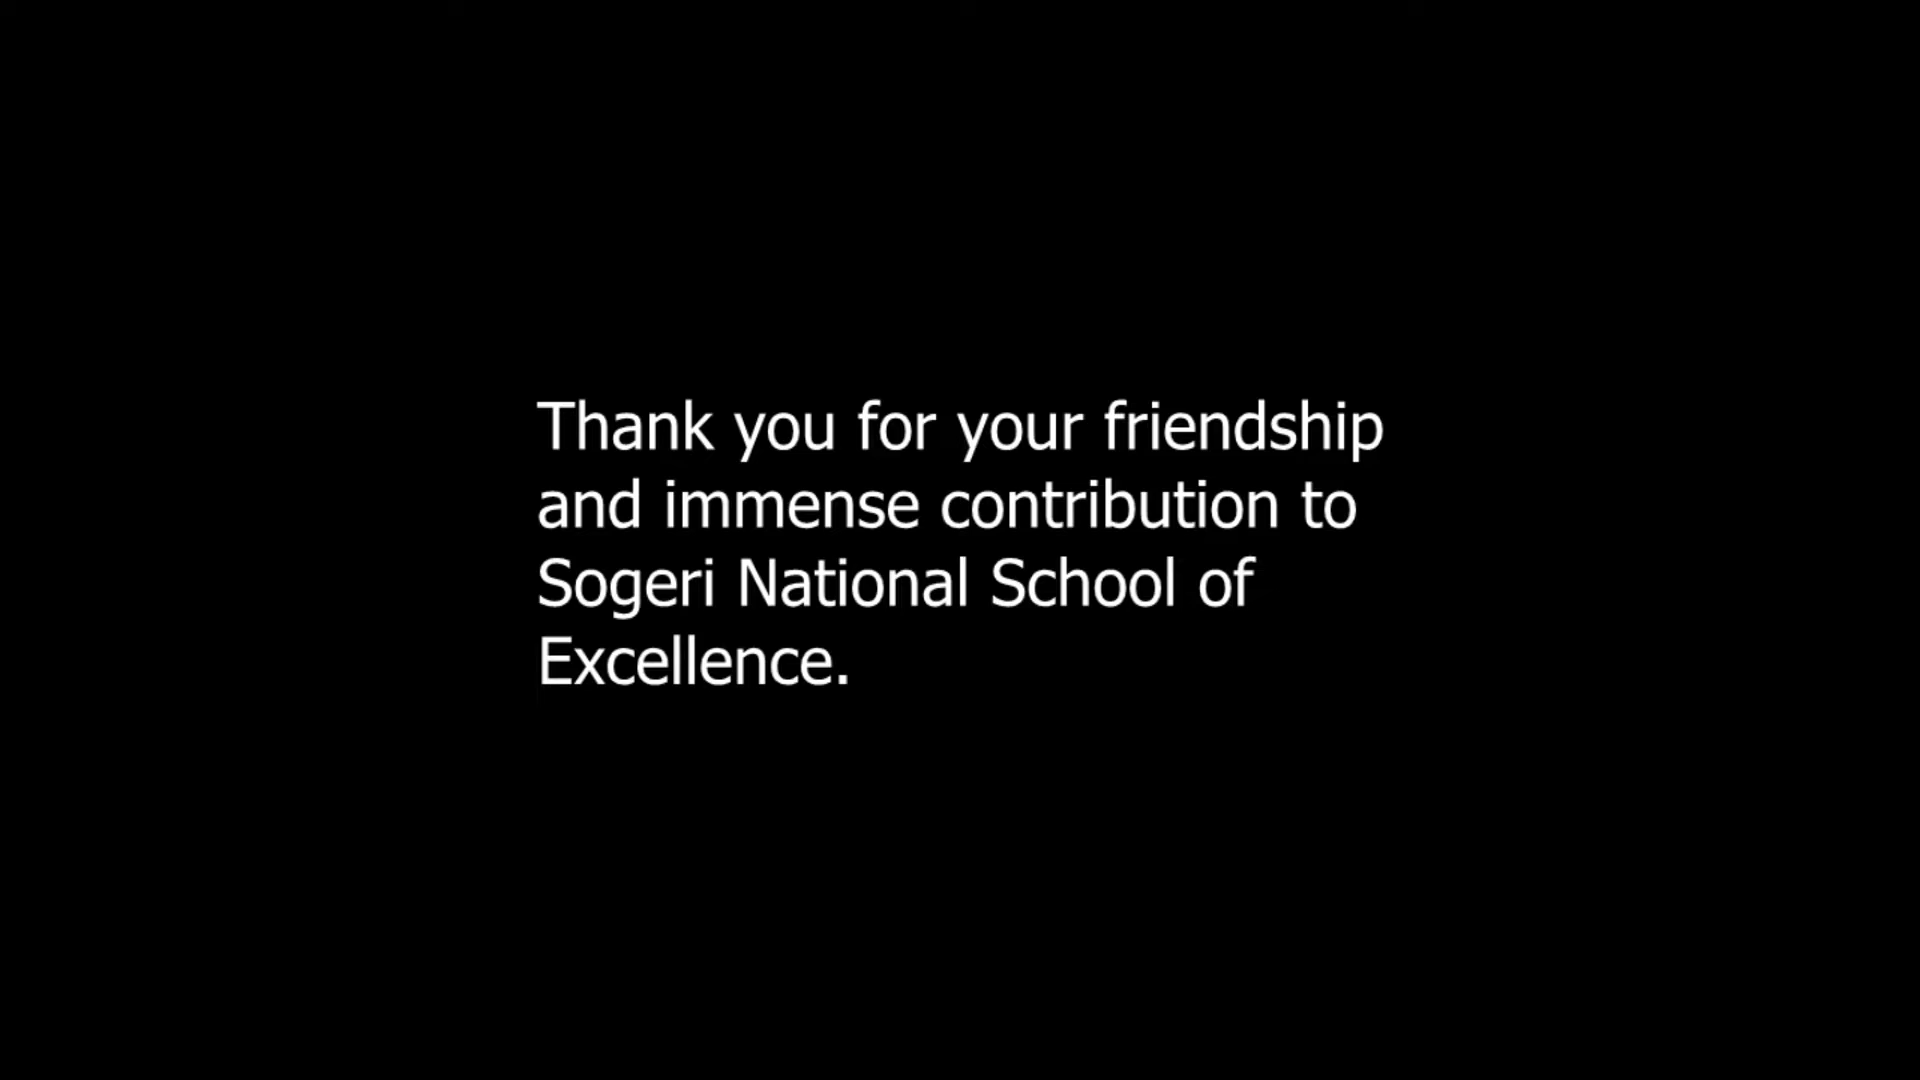 Thank you for your friendship
and immense contribution to
Sogeri National School of
Excellence.